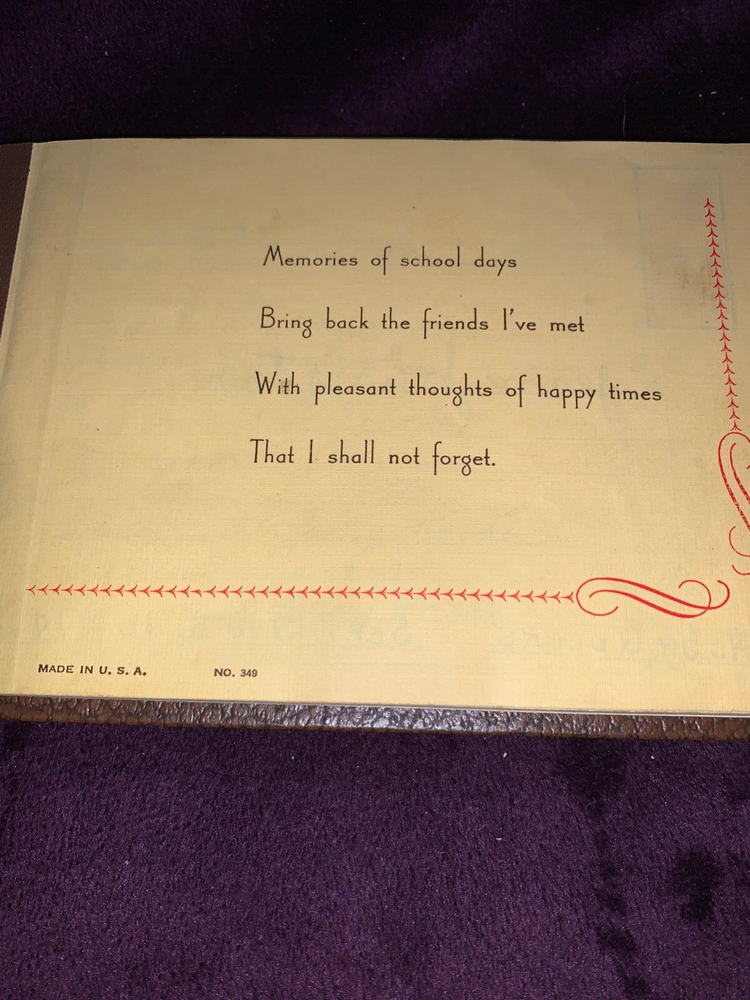 Memories of school days
Bring back the friends I've met
With pleasant thoughts of happy times
That I shall not forget.
MADE IN U. S. A. NO. 349